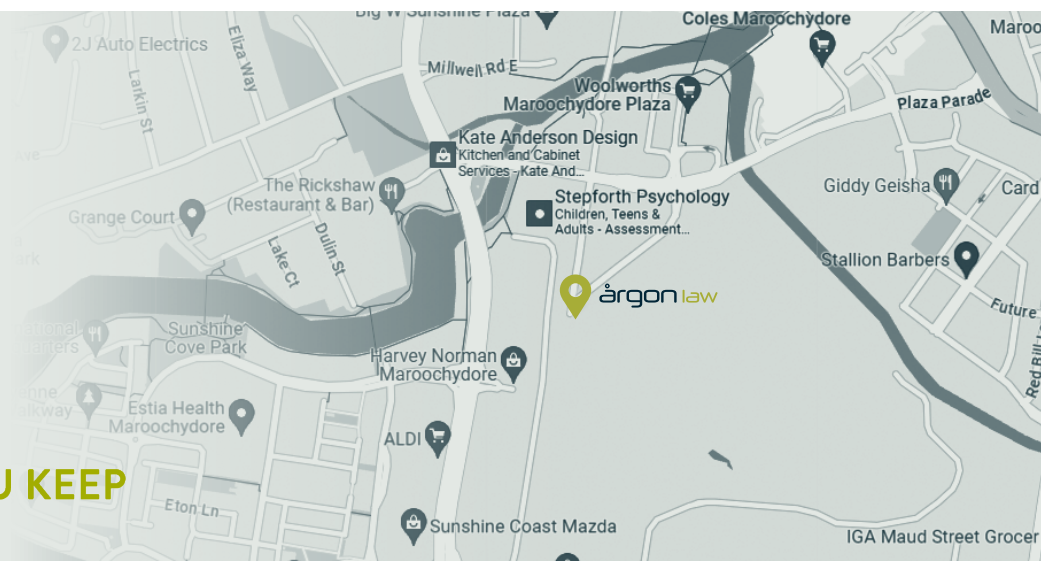 Big W Sunshine Plaza
Coles Maroochydore
2J Auto Electrics
Eliza Way
Larkin St
Millwell Rd E
Woolworths
Maroochydore Plaza
Plaza Parade
Kate Anderson Design
Kitchen and Cabinet
Services - Kate And...
The Rickshaw
(Restaurant & Bar)
Stepforth Psychology
Children, Teens &
Adults - Assessment...
Giddy Geisha
Card
Grange Court
Dulin St
Lake Ct
Stallion Barbers
årgon law
Future
Red Bill
Sunshine
Cove Park
Harvey Norman
Maroochydore
Estia Health
Maroochydore
ALDI
KEEP
Eton Ln
Sunshine Coast Mazda
IGA Maud Street Grocer